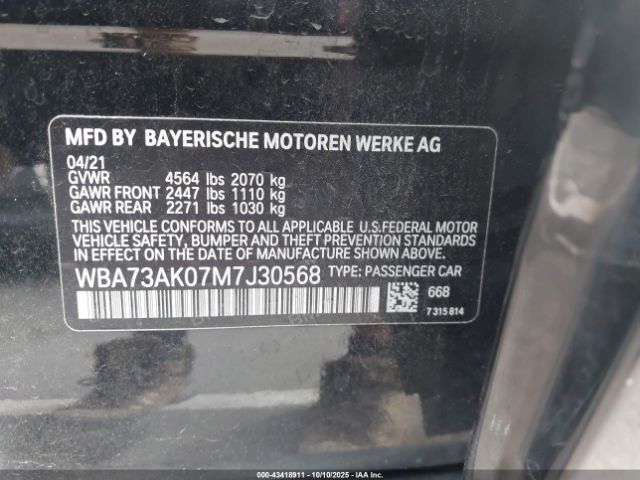 MFD BY BAYERISCHE MOTOREN WERKE AG
04/21
GVWR 4564 lbs 2070 kg
GAWR FRONT 2447 lbs 1110 kg
GAWR REAR 2271 lbs 1030 kg
THIS VEHICLE CONFORMS TO ALL APPLICABLE U.S.FEDERAL MOTOR
VEHICLE SAFETY, BUMPER AND THEFT PREVENTION STANDARDS
IN EFFECT ON THE DATE OF MANUFACTURE SHOWN ABOVE.
WBA73AK07M7J30568 TYPE: PASSENGER CAR
668
7315814
000-43418911 - 10/10/2025 - IAA Inc.